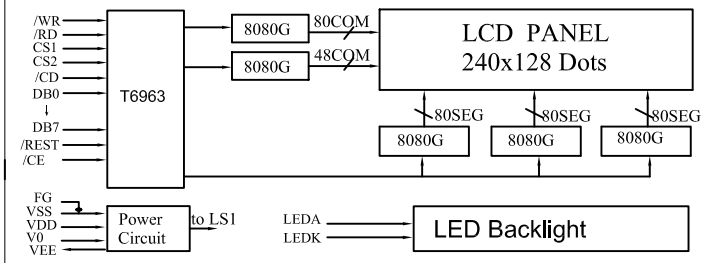 /WR
/RD
CS1
CS2
/CD
DB0
DB7
/REST
/CE
T6963
8080G
80COM
8080G
48COM
LCD PANEL
240x128 Dots
80SEG
80SEG
80SEG
8080G
8080G
8080G
FG
VSS
VDD
V0
VEE
Power
Circuit
to LS1
LEDA
LEDK
LED Backlight